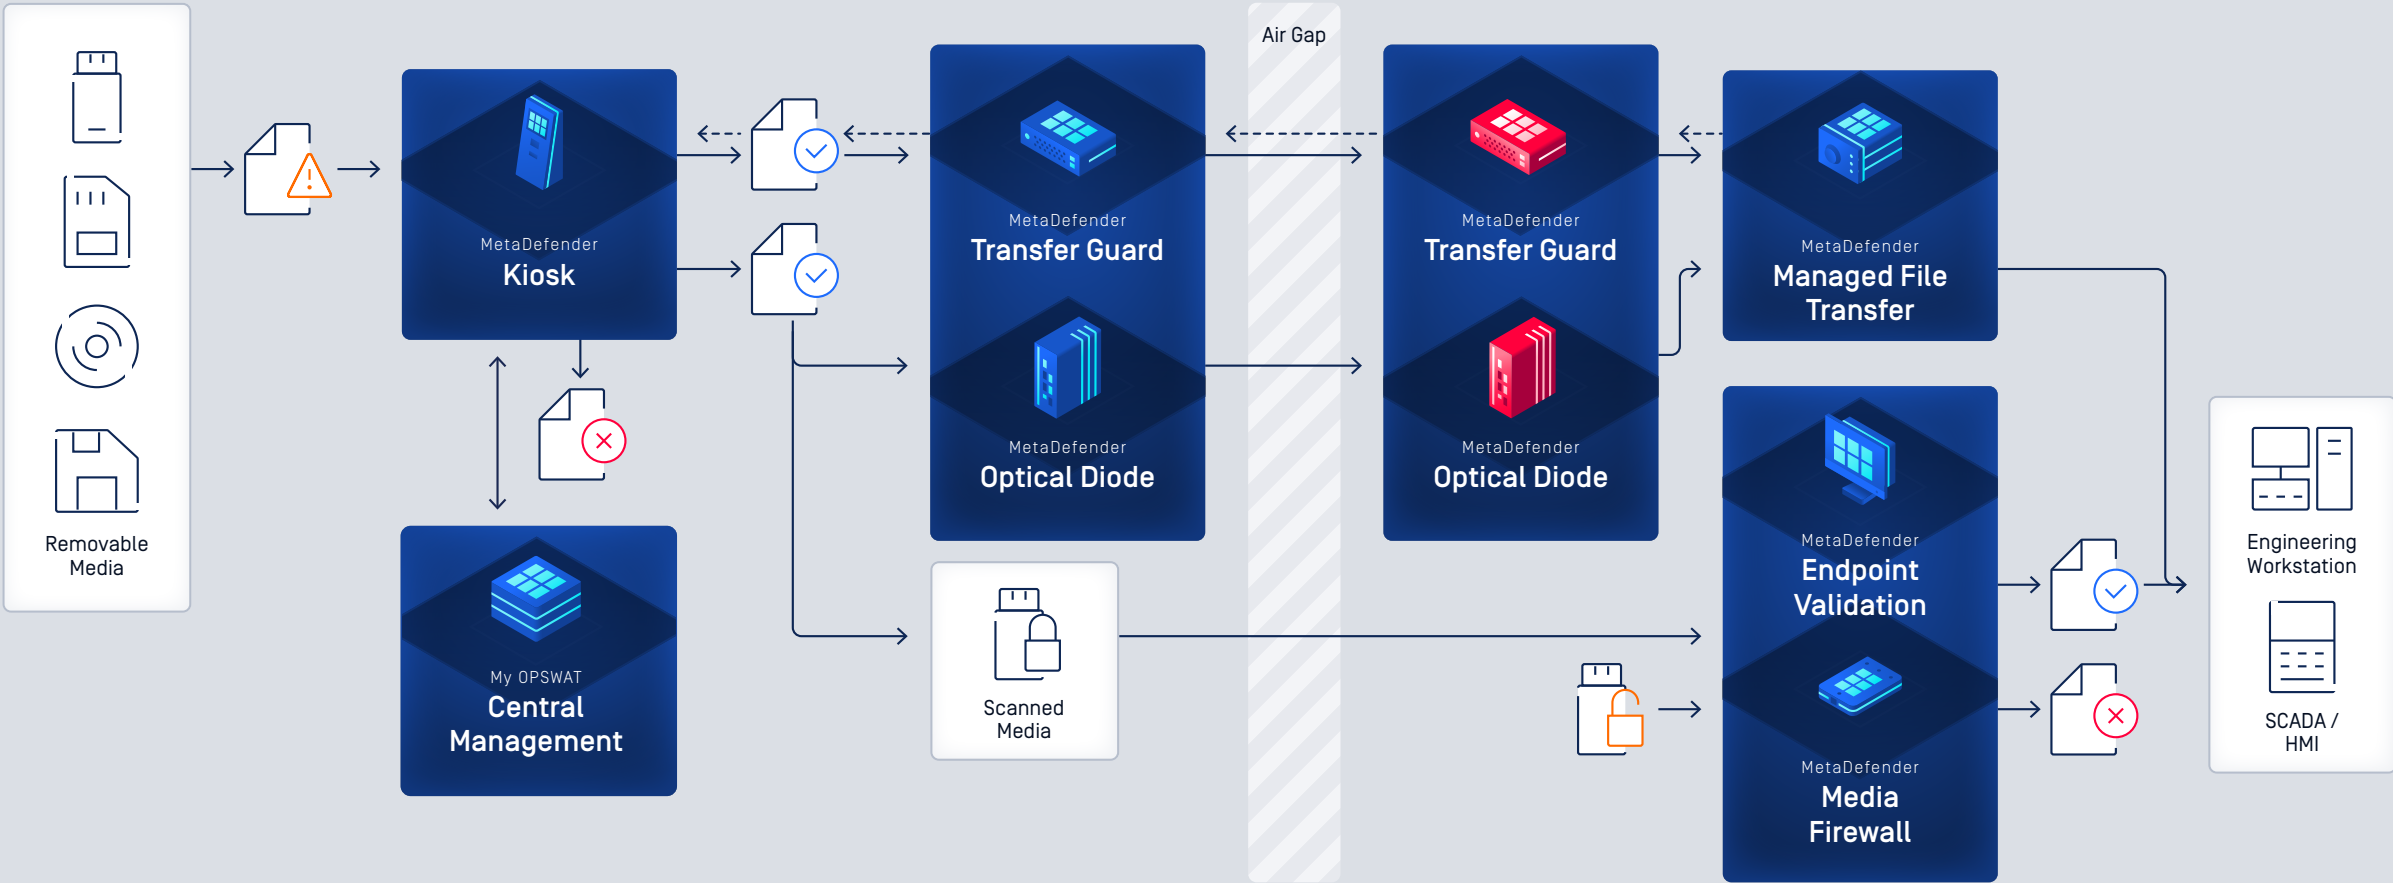 Removable
Media
MetaDefender
Kiosk
My OPSWAT
Central
Management
MetaDefender
Transfer Guard
MetaDefender
Optical Diode
Scanned
Media
Air Gap
MetaDefender
Transfer Guard
MetaDefender
Optical Diode
MetaDefender
Managed File
Transfer
MetaDefender
Endpoint
Validation
MetaDefender
Media
Firewall
Engineering
Workstation
SCADA /
HMI